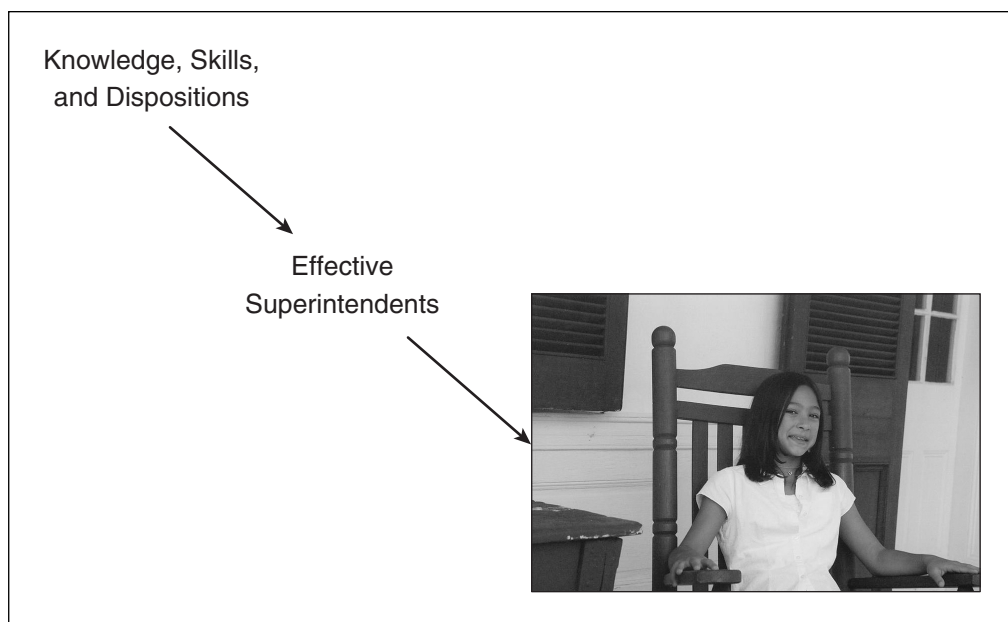 Knowledge, Skills,
and Dispositions
Effective
Superintendents